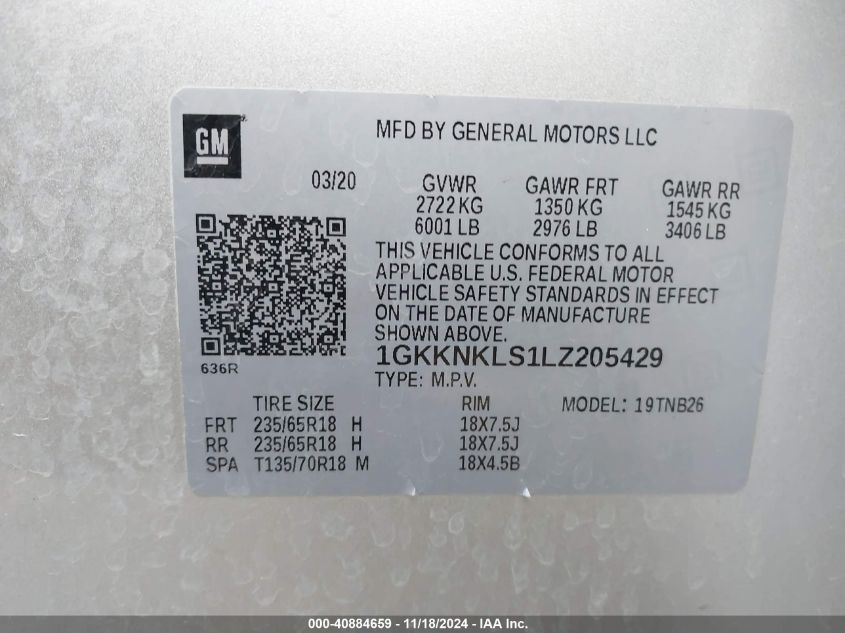 GM
MFD BY GENERAL MOTORS LLC
03/20 GVWR GAWR FRT GAWR RR
2722 KG 1350 KG 1545 KG
6001 LB 2976 LB 3406 LB
THIS VEHICLE CONFORMS TO ALL
APPLICABLE U.S. FEDERAL MOTOR
VEHICLE SAFETY STANDARDS IN EFFECT
ON THE DATE OF MANUFACTURE
SHOWN ABOVE.
636R
1GKKNKLS1LZ205429
TYPE: M.P.V.
TIRE SIZE RIM MODEL: 19TNB26
FRT 235/65R18 H 18X7.5J
RR 235/65R18 H 18X7.5J
SPA T135/70R18 M 18X4.5B
000-40884659 - 11/18/2024 - IAA Inc.